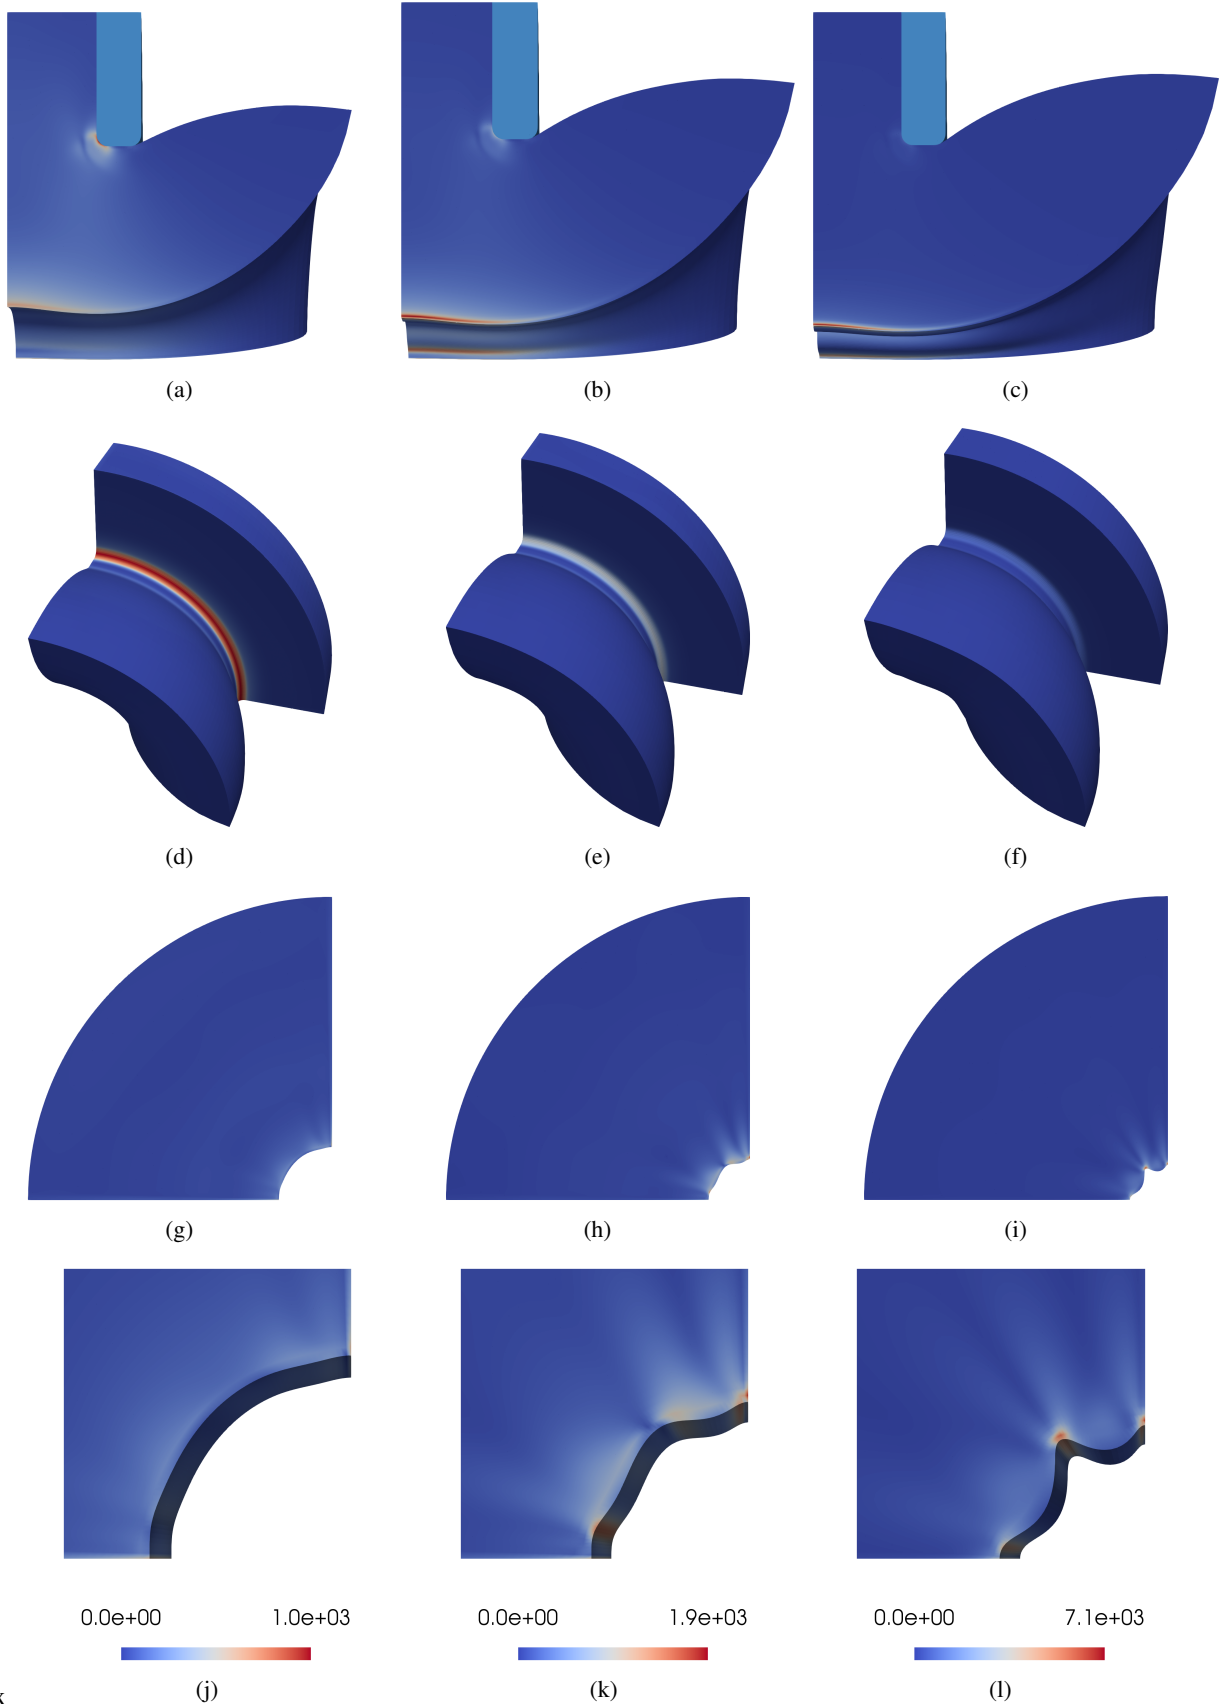 (a) (b) (c)
(d) (e) (f)
(g) (h) (i)
0.0e+00 1.0e+03 0.0e+00 1.9e+03 0.0e+00 7.1e+03
x
(j) (k) (l)